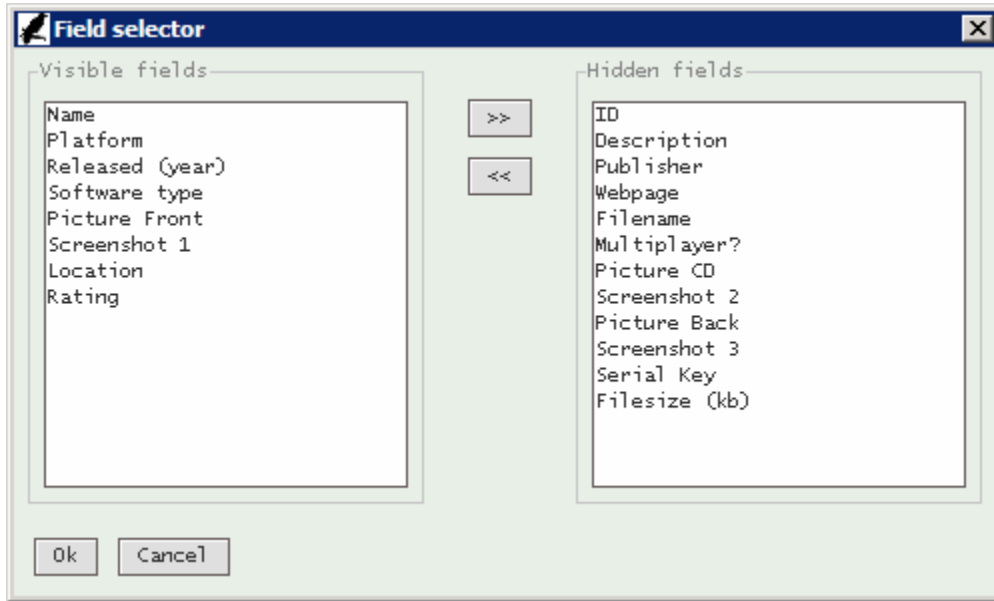 Field selector
Visible fields
Name
Platform
Released (year)
Software type
Picture Front
Screenshot 1
Location
Rating
>>
<<
Hidden fields
ID
Description
Publisher
Webpage
Filename
Multiplayer?
Picture CD
Screenshot 2
Picture Back
Screenshot 3
Serial Key
Filesize (kb)
Ok
Cancel